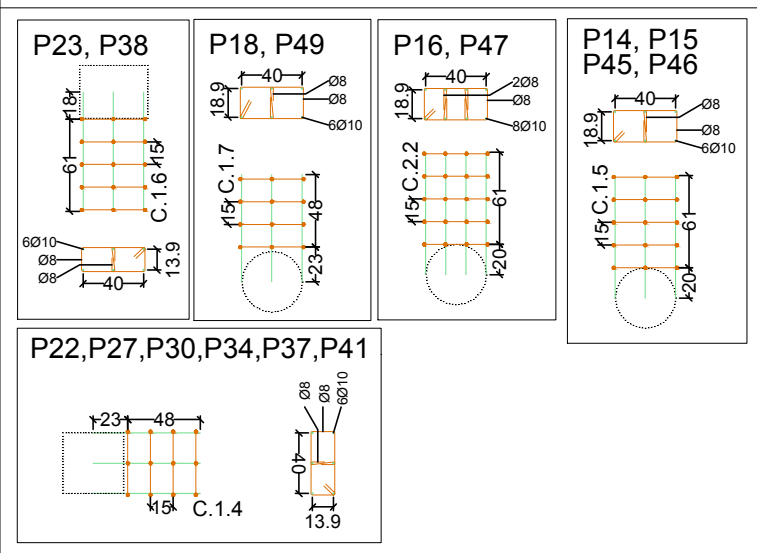 P23, P38
18
61
15
C.1.6
6Ø10
Ø8
Ø8
40
13.9
P18, P49
40
18.9
Ø8
Ø8
6Ø10
C.1.7
15
48
23
P16, P47
40
18.9
2Ø8
Ø8
8Ø10
C.2.2
15
61
20
P14, P15
P45, P46
40
18.9
Ø8
Ø8
6Ø10
C.1.5
15
61
20
P22,P27,P30,P34,P37,P41
23
48
15
C.1.4
Ø8
Ø8
6Ø10
40
13.9